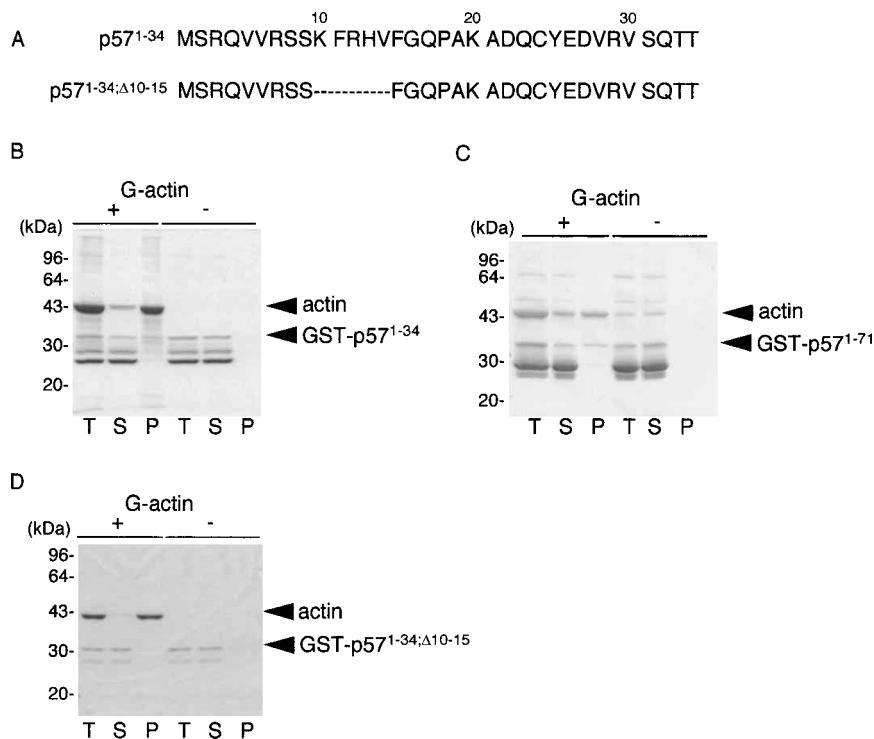 10 20 30
A p57¹⁻³⁴ MSRQVVRSSK FRHVFGQPAK ADQCYEDVRV SQTT
p57¹⁻³⁴;Δ¹⁰⁻¹⁵ MSRQVVRSS-----------FGQPAK ADQCYEDVRV SQTT
B
G-actin
(kDa) + -
96-
64-
43- actin
GST-p57¹⁻³⁴
30-
20-
T S P T S P
C
G-actin
(kDa) + -
96-
64-
43- actin
GST-p57¹⁻⁷¹
30-
20-
T S P T S P
D
G-actin
(kDa) + -
96-
64-
43- actin
30- GST-p57¹⁻³⁴;Δ¹⁰⁻¹⁵
20-
T S P T S P